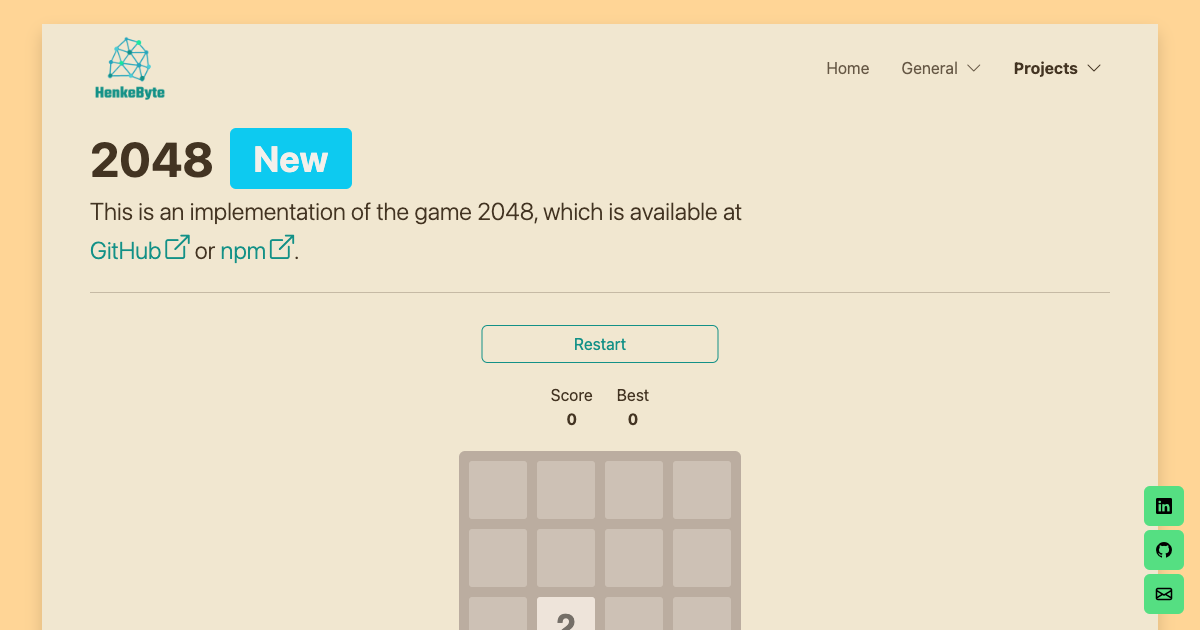 HenkeByte
Home General Projects
2048 New
This is an implementation of the game 2048, which is available at
GitHub or npm.
Restart
Score Best
0 0
2